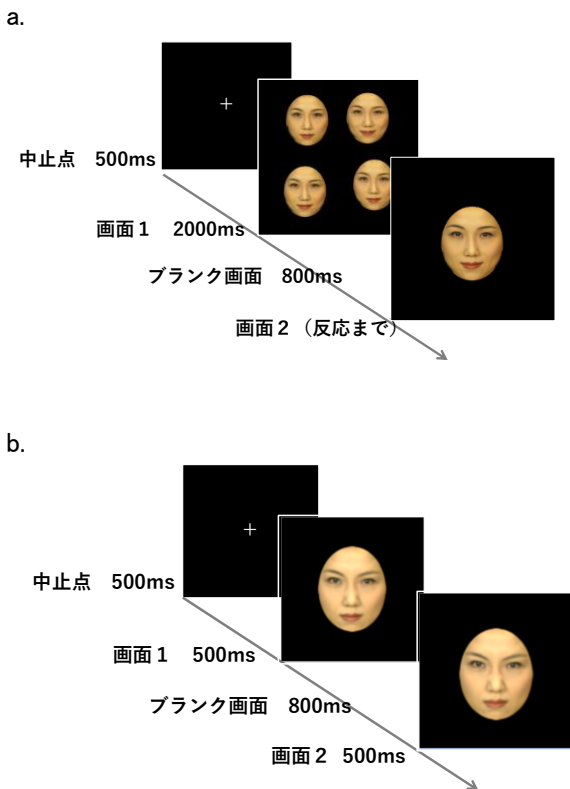 a.
中止点 500ms
画面１ 2000ms
ブランク画面 800ms
画面２（反応まで）
b.
中止点 500ms
画面１ 500ms
ブランク画面 800ms
画面２ 500ms